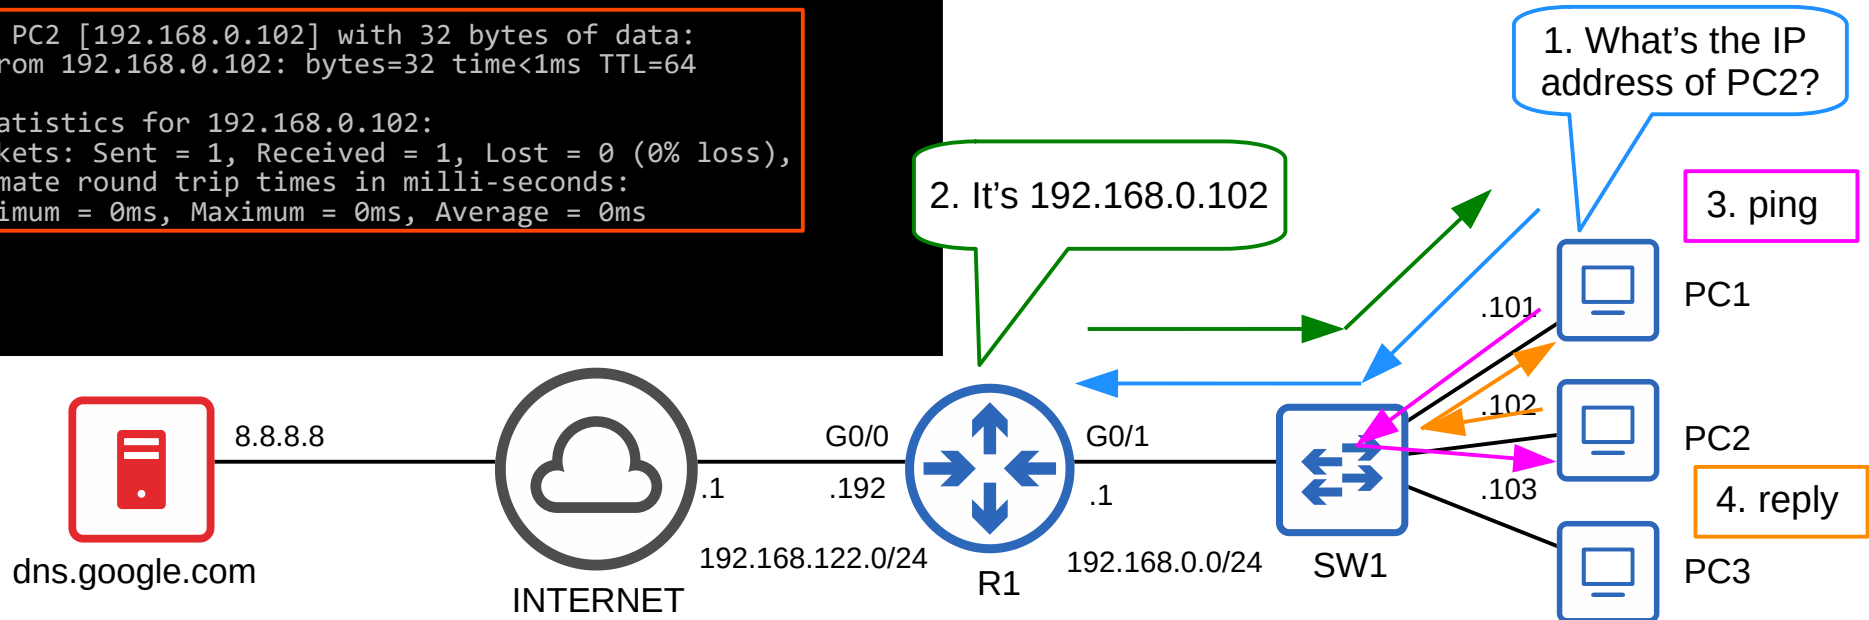 PC2 [192.168.0.102] with 32 bytes of data:
rom 192.168.0.102: bytes=32 time<1ms TTL=64
atistics for 192.168.0.102:
kets: Sent = 1, Received = 1, Lost = 0 (0% loss),
mate round trip times in milli-seconds:
imum = 0ms, Maximum = 0ms, Average = 0ms
1. What's the IP
address of PC2?
2. It's 192.168.0.102
3. ping
PC1
.101
.102
PC2
.103
4. reply
PC3
8.8.8.8
dns.google.com
INTERNET
.1
G0/0
.192
192.168.122.0/24
R1
G0/1
.1
192.168.0.0/24
SW1